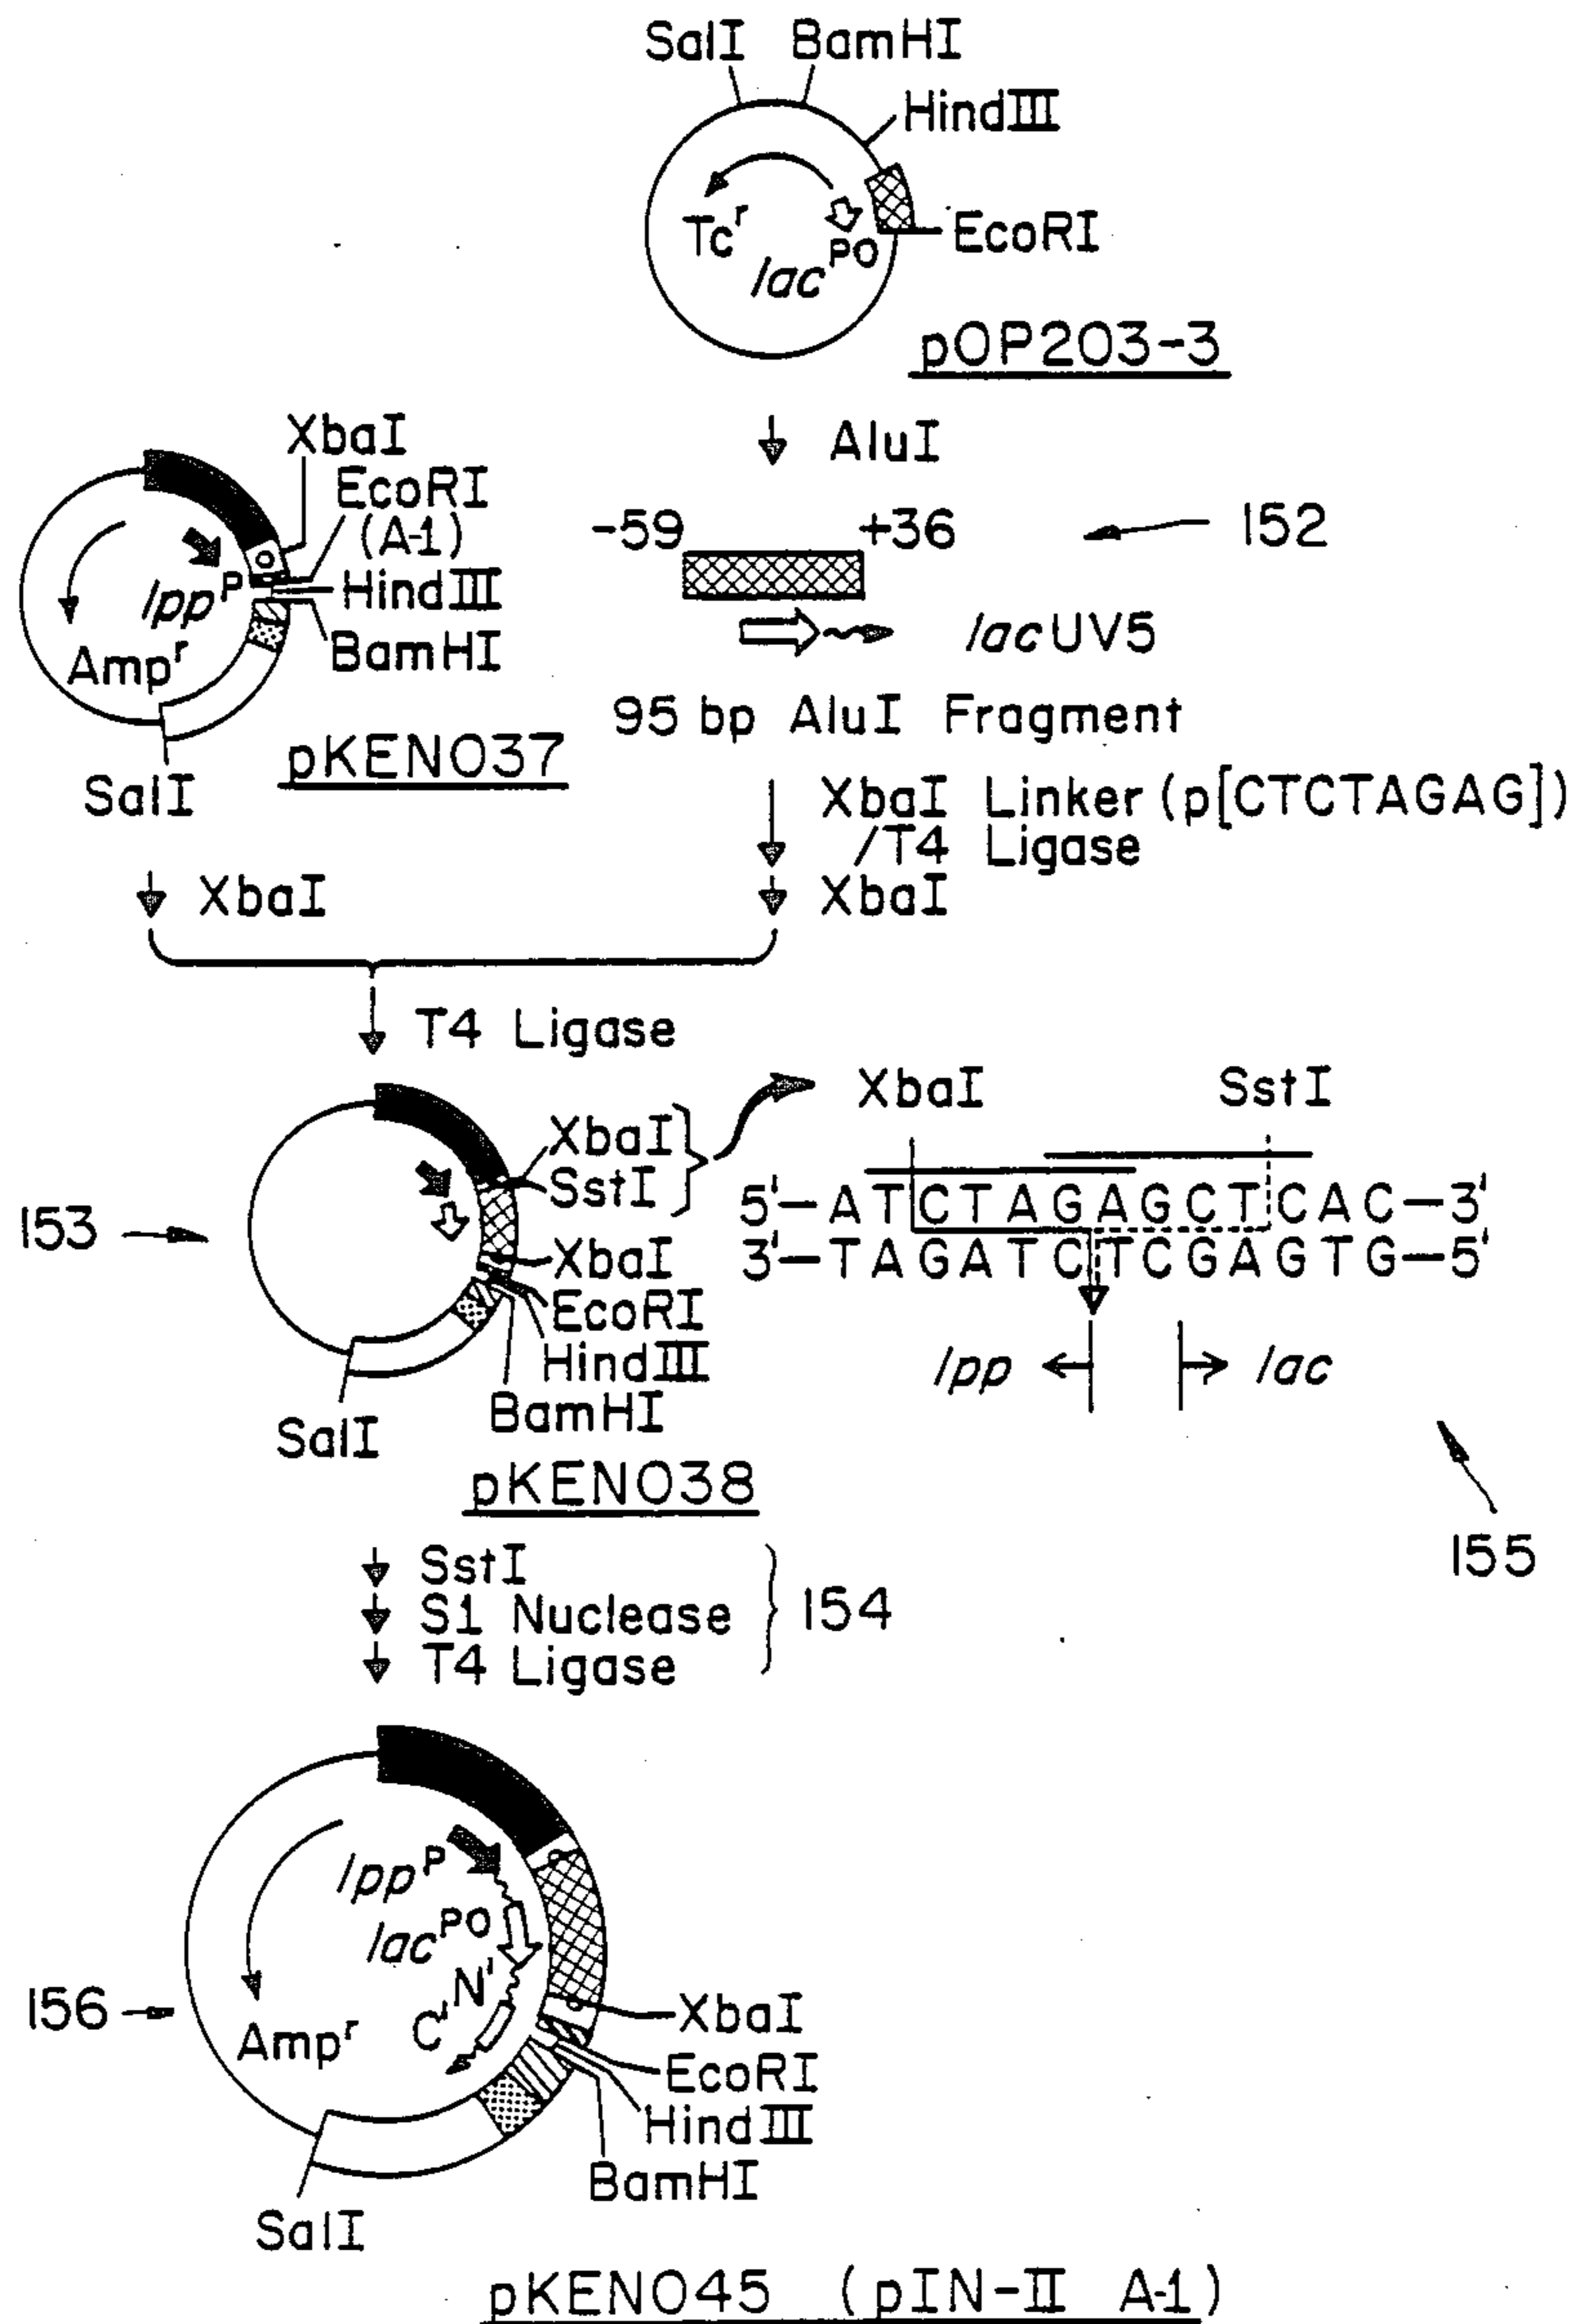 SalI BamHI
HindIII
Tcʳ
lac PO
EcoRI
pOP203-3
AluI
XbaI
EcoRI
(A-1)
HindIII
BamHI
lpp P
Ampʳ
SalI
pKEN037
-59 +36
152
lacUV5
95 bp AluI Fragment
XbaI Linker (p[CTCTAGAG])
/T4 Ligase
XbaI
XbaI
T4 Ligase
153
XbaI
SstI
XbaI
EcoRI
HindIII
BamHI
SalI
pKEN038
XbaI SstI
5'—ATCTAGAGCTCAC—3'
3'—TAGATCTCGAGTG—5'
lpp lac
155
SstI
S1 Nuclease
T4 Ligase
154
156
lpp P
lac PO
N'
C'
Ampʳ
XbaI
EcoRI
HindIII
BamHI
SalI
pKEN045 (pIN-II A-1)